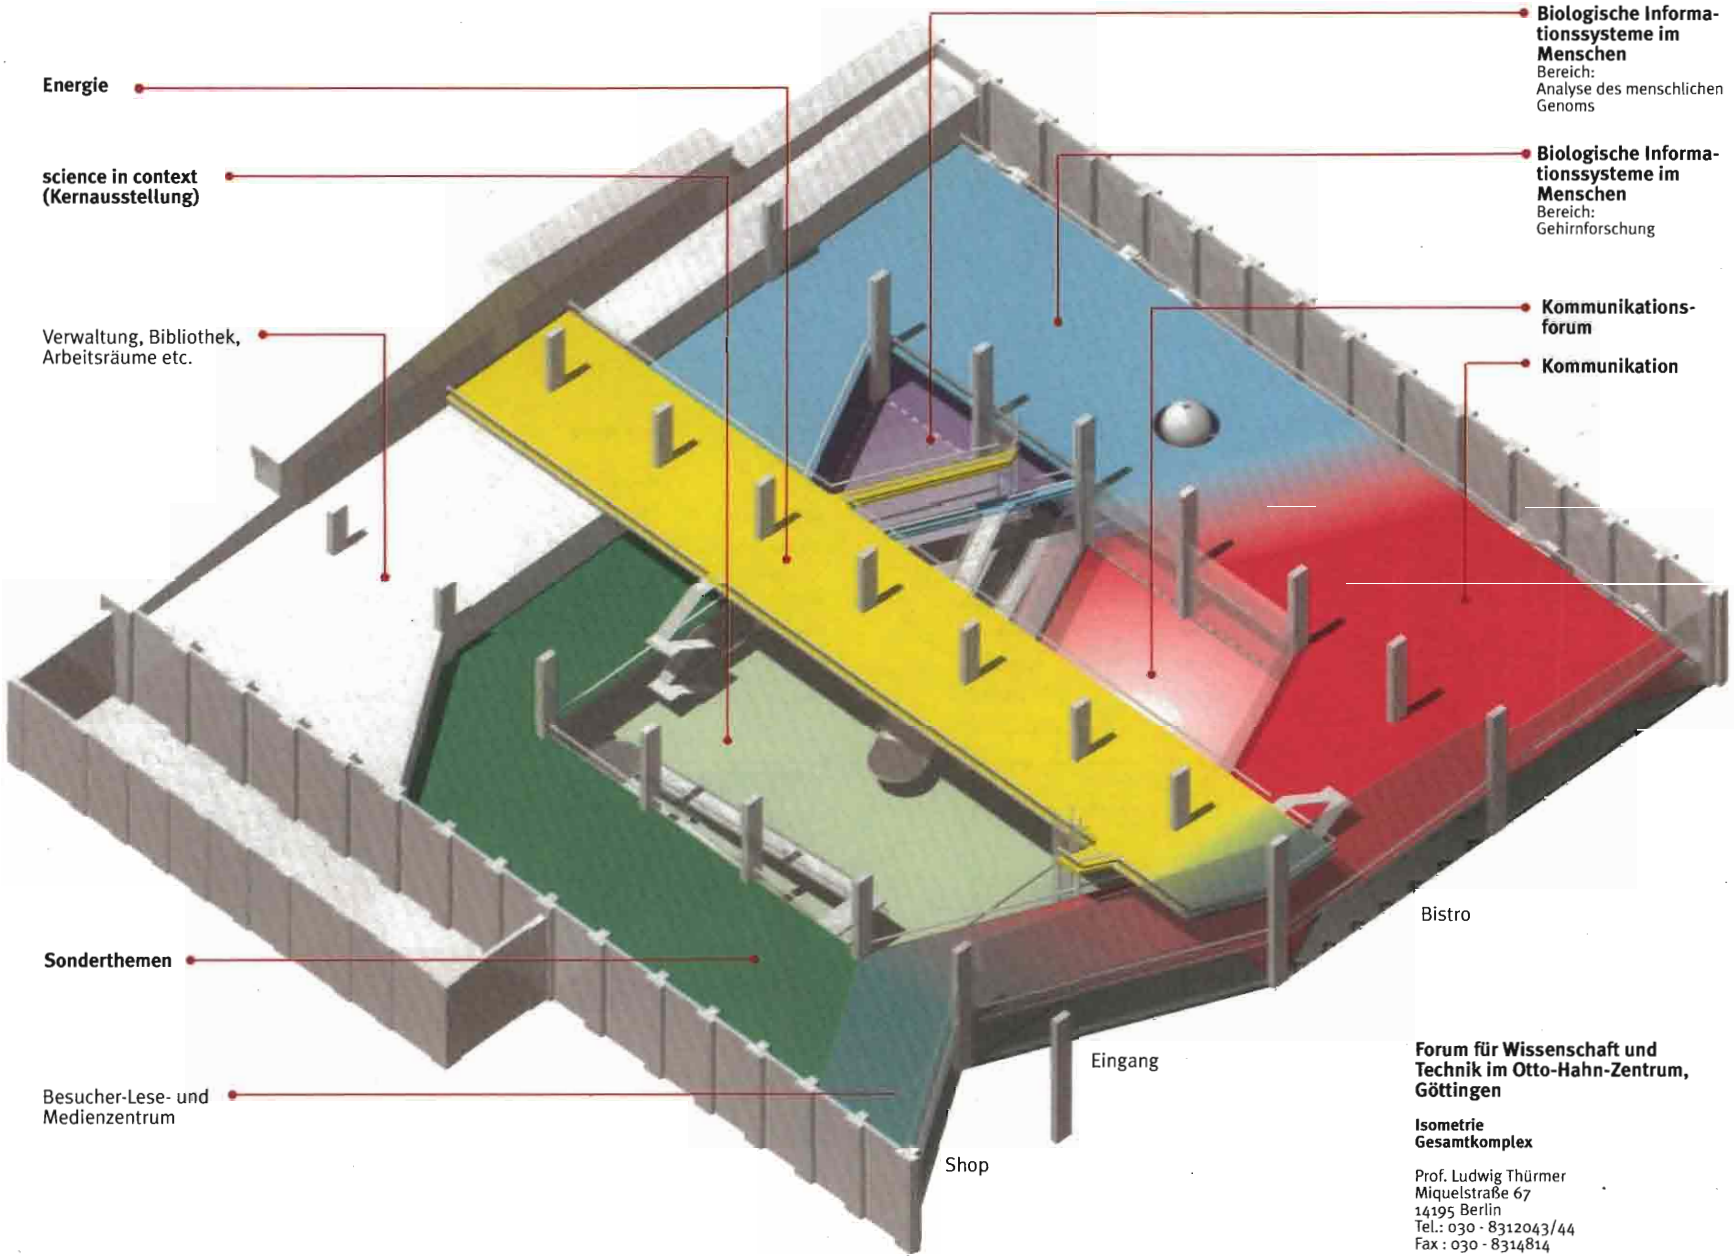 Energie
science in context
(Kernausstellung)
Verwaltung, Bibliothek,
Arbeitsräume etc.
Sonderthemen
Besucher-Lese- und
Medienzentrum
Biologische Informa-
tionssysteme im
Menschen
Bereich:
Analyse des menschlichen
Genoms
Biologische Informa-
tionssysteme im
Menschen
Bereich:
Gehirnforschung
Kommunikations-
forum
Kommunikation
Bistro
Eingang
Shop
Forum für Wissenschaft und
Technik im Otto-Hahn-Zentrum,
Göttingen
Isometrie
Gesamtkomplex
Prof. Ludwig Thürmer
Miquelstraße 67
14195 Berlin
Tel.: 030 - 8312043/44
Fax : 030 - 8314814